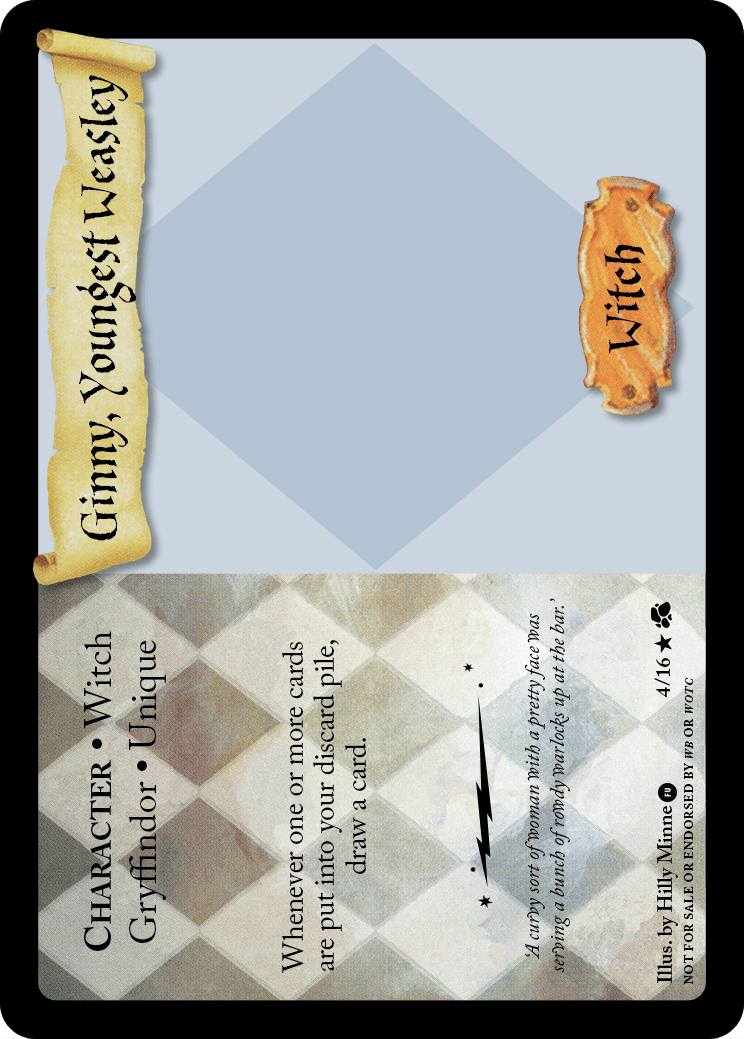 Ginny, Youngest Weasley
Witch
CHARACTER • Witch
Gryffindor • Unique
Whenever one or more cards
are put into your discard pile,
draw a card.
‘A curvy sort of woman with a pretty face was
serving a bunch of rowdy warlocks up at the bar.’
Illus. by Hilly Minne FU 4/16 ★
NOT FOR SALE OR ENDORSED BY WB OR WOTC